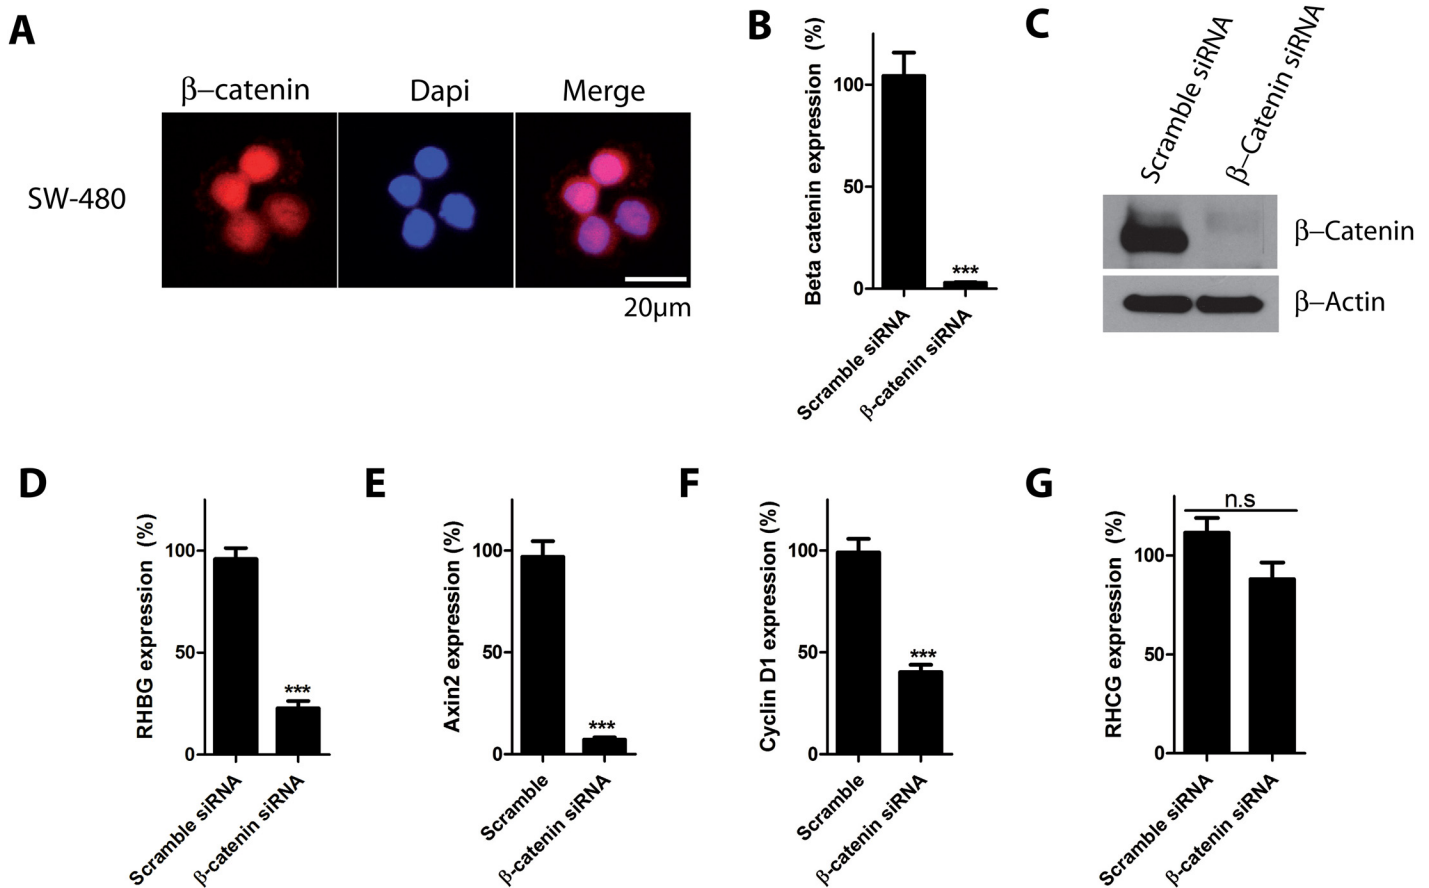 A
β–catenin
Dapi
Merge
SW-480
20μm
B
Beta catenin expression (%)
100
50
0
***
Scramble siRNA
β-catenin siRNA
C
Scramble siRNA
β–Catenin siRNA
β–Catenin
β–Actin
D
RHBG expression (%)
100
50
0
***
Scramble siRNA
β-catenin siRNA
E
Axin2 expression (%)
100
50
0
***
Scramble
β-catenin siRNA
F
Cyclin D1 expression (%)
100
50
0
***
Scramble
β-catenin siRNA
G
RHCG expression (%)
100
50
0
n.s
Scramble siRNA
β-catenin siRNA